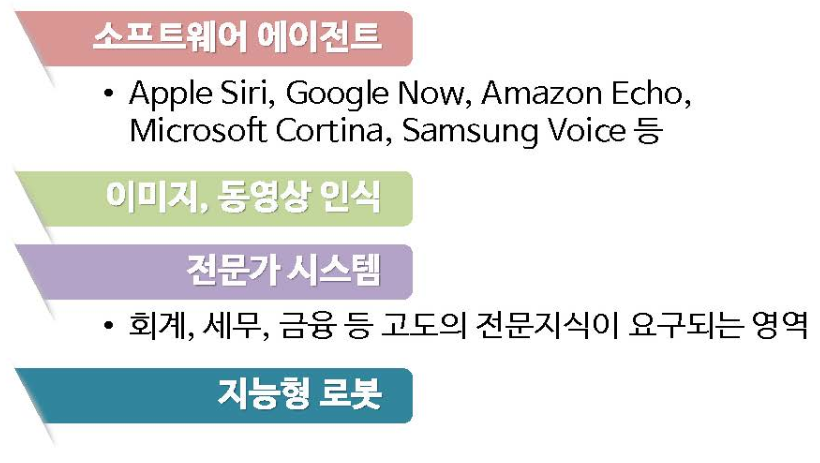 소프트웨어 에이전트
• Apple Siri, Google Now, Amazon Echo,
Microsoft Cortina, Samsung Voice 등
이미지, 동영상 인식
전문가 시스템
• 회계, 세무, 금융 등 고도의 전문지식이 요구되는 영역
지능형 로봇